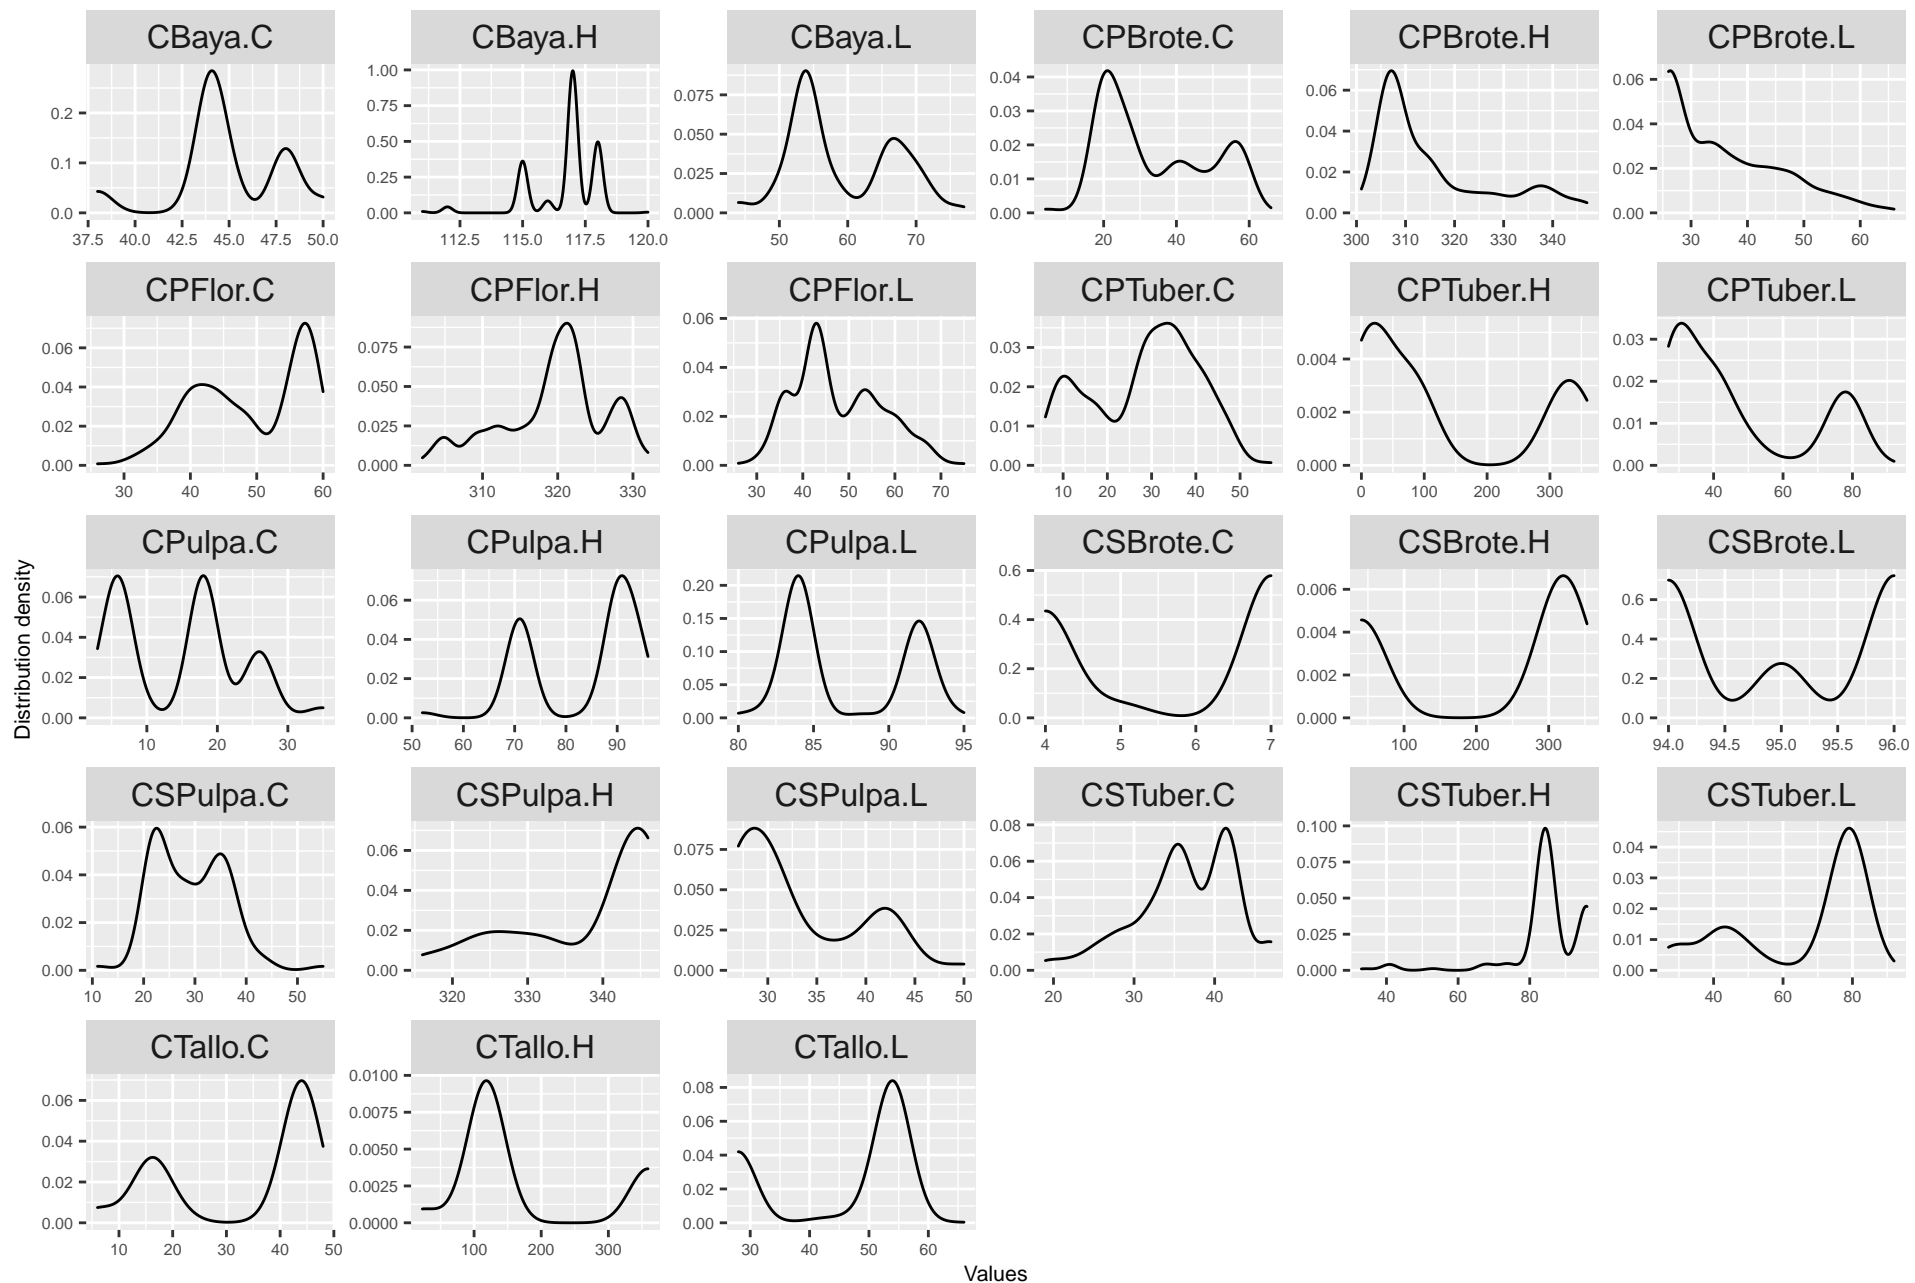 CBaya.C CBaya.H CBaya.L CPBrote.C CPBrote.H CPBrote.L
0.2 0.1 0.0
37.5 40.0 42.5 45.0 47.5 50.0
1.00 0.75 0.50 0.25 0.00
112.5 115.0 117.5 120.0
0.075 0.050 0.025 0.000
50 60 70
0.04 0.03 0.02 0.01 0.00
20 40 60
0.06 0.04 0.02 0.00
300 310 320 330 340
0.06 0.04 0.02 0.00
30 40 50 60
CPFlor.C CPFlor.H CPFlor.L CPTuber.C CPTuber.H CPTuber.L
0.06 0.04 0.02 0.00
30 40 50 60
0.075 0.050 0.025 0.000
310 320 330
0.06 0.04 0.02 0.00
30 40 50 60 70
0.03 0.02 0.01 0.00
10 20 30 40 50
0.004 0.002 0.000
0 100 200 300
0.03 0.02 0.01 0.00
40 60 80
Distribution density
CPulpa.C CPulpa.H CPulpa.L CSBrote.C CSBrote.H CSBrote.L
0.06 0.04 0.02 0.00
10 20 30
0.06 0.04 0.02 0.00
50 60 70 80 90
0.20 0.15 0.10 0.05 0.00
80 85 90 95
0.6 0.4 0.2 0.0
4 5 6 7
0.006 0.004 0.002 0.000
100 200 300
0.6 0.4 0.2 0.0
94.0 94.5 95.0 95.5 96.0
CSPulpa.C CSPulpa.H CSPulpa.L CSTuber.C CSTuber.H CSTuber.L
0.06 0.04 0.02 0.00
10 20 30 40 50
0.06 0.04 0.02 0.00
320 330 340
0.075 0.050 0.025 0.000
30 35 40 45 50
0.08 0.06 0.04 0.02 0.00
20 30 40
0.100 0.075 0.050 0.025 0.000
40 60 80
0.04 0.03 0.02 0.01 0.00
40 60 80
CTallo.C CTallo.H CTallo.L
0.06 0.04 0.02 0.00
10 20 30 40 50
0.0100 0.0075 0.0050 0.0025 0.0000
100 200 300
0.08 0.06 0.04 0.02 0.00
30 40 50 60
Values